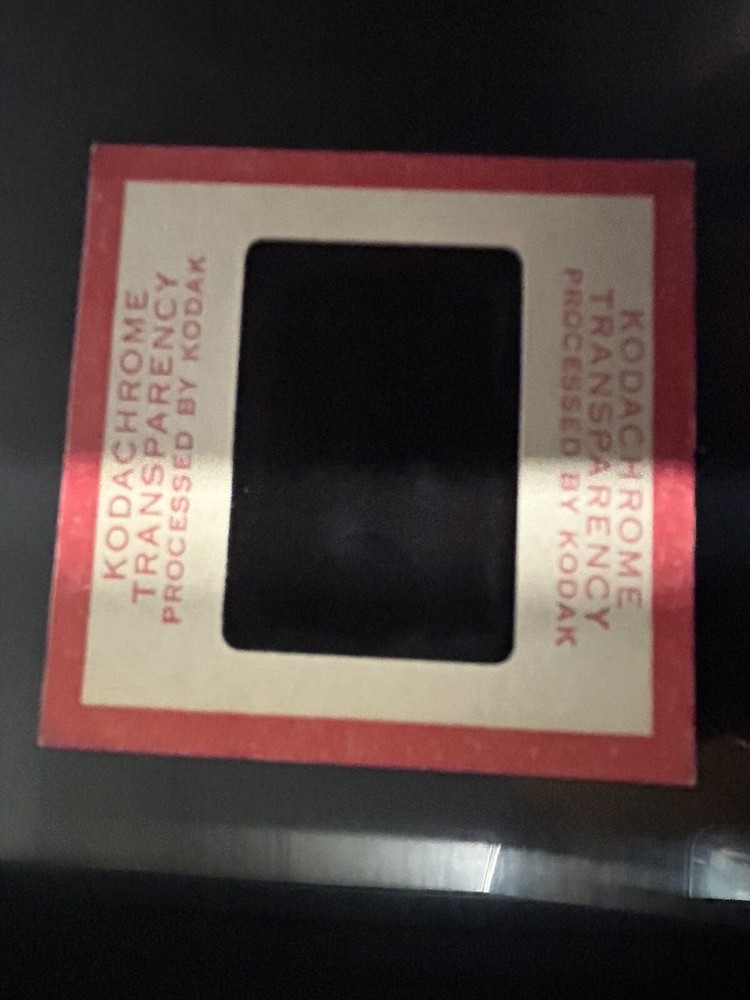 KODACHROME
TRANSPARENCY
PROCESSED BY KODAK
KODACHROME
TRANSPARENCY
PROCESSED BY KODAK